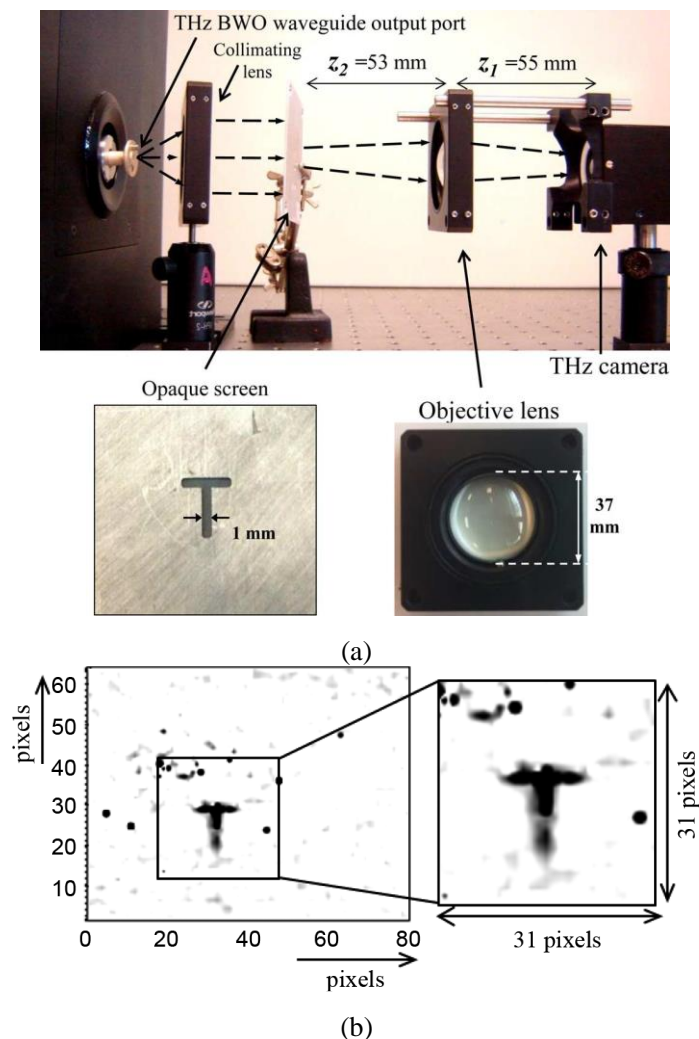 THz BWO waveguide output port
Collimating
lens
z2 =53 mm
z1 =55 mm
Opaque screen
THz camera
Objective lens
1 mm
37
mm
(a)
60
50
40
30
20
10
pixels
0
20
40
60
80
pixels
31 pixels
31 pixels
(b)